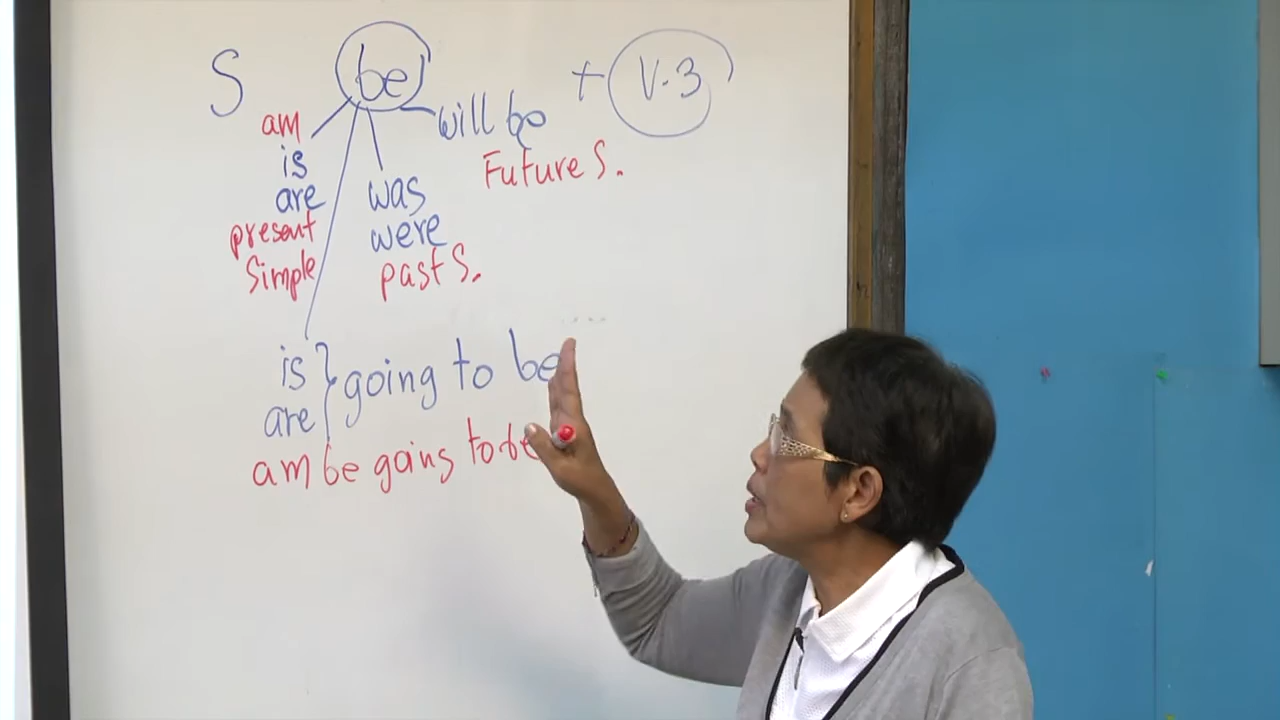 S be + V-3
am will be
is Future S.
are was
present were
Simple past S.
is } going to be
are
am be going to be